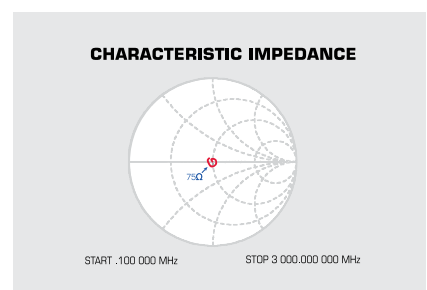 CHARACTERISTIC IMPEDANCE
75Ω
START .100 000 MHz
STOP 3 000.000 000 MHz